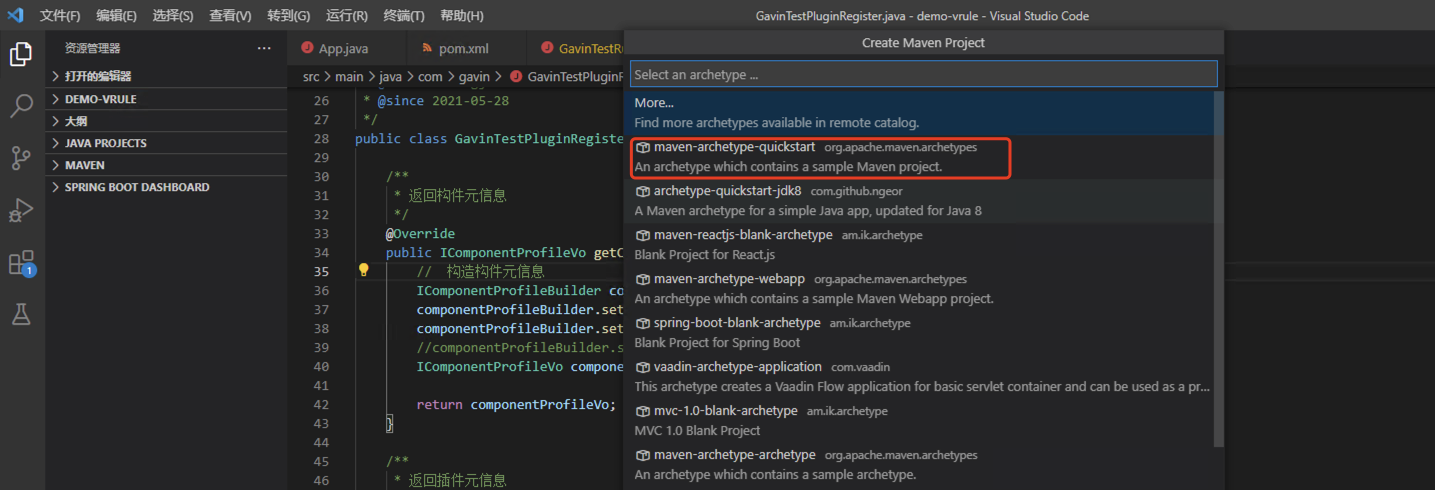 文件(F) 编辑(E) 选择(S) 查看(V) 转到(G) 运行(R) 终端(T) 帮助(H) GavinTestPluginRegister.java - demo-vrule - Visual Studio Code
资源管理器 ···
打开的编辑器
DEMO-VRULE
大纲
JAVA PROJECTS
MAVEN
SPRING BOOT DASHBOARD
1
App.java pom.xml GavinTestRu
src > main > java > com > gavin > GavinTestPluginR
26 * @since 2021-05-28
27 */
28 public class GavinTestPluginRegiste
29
30 /**
31 * 返回构件元信息
32 */
33 @Override
34 public IComponentProfileVo getC
35 // 构造构件元信息
36 IComponentProfileBuilder co
37 componentProfileBuilder.set
38 componentProfileBuilder.set
39 //componentProfileBuilder.s
40 IComponentProfileVo compone
41
42 return componentProfileVo;
43 }
44
45 /**
46 * 返回插件元信息
Create Maven Project
Select an archetype ...
More...
Find more archetypes available in remote catalog.
maven-archetype-quickstart org.apache.maven.archetypes
An archetype which contains a sample Maven project.
archetype-quickstart-jdk8 com.github.ngeor
A Maven archetype for a simple Java app, updated for Java 8
maven-reactjs-blank-archetype am.ik.archetype
Blank Project for React.js
maven-archetype-webapp org.apache.maven.archetypes
An archetype which contains a sample Maven Webapp project.
spring-boot-blank-archetype am.ik.archetype
Blank Project for Spring Boot
vaadin-archetype-application com.vaadin
This archetype creates a Vaadin Flow application for basic servlet container and can be used as a pr...
mvc-1.0-blank-archetype am.ik.archetype
MVC 1.0 Blank Project
maven-archetype-archetype org.apache.maven.archetypes
An archetype which contains a sample archetype.